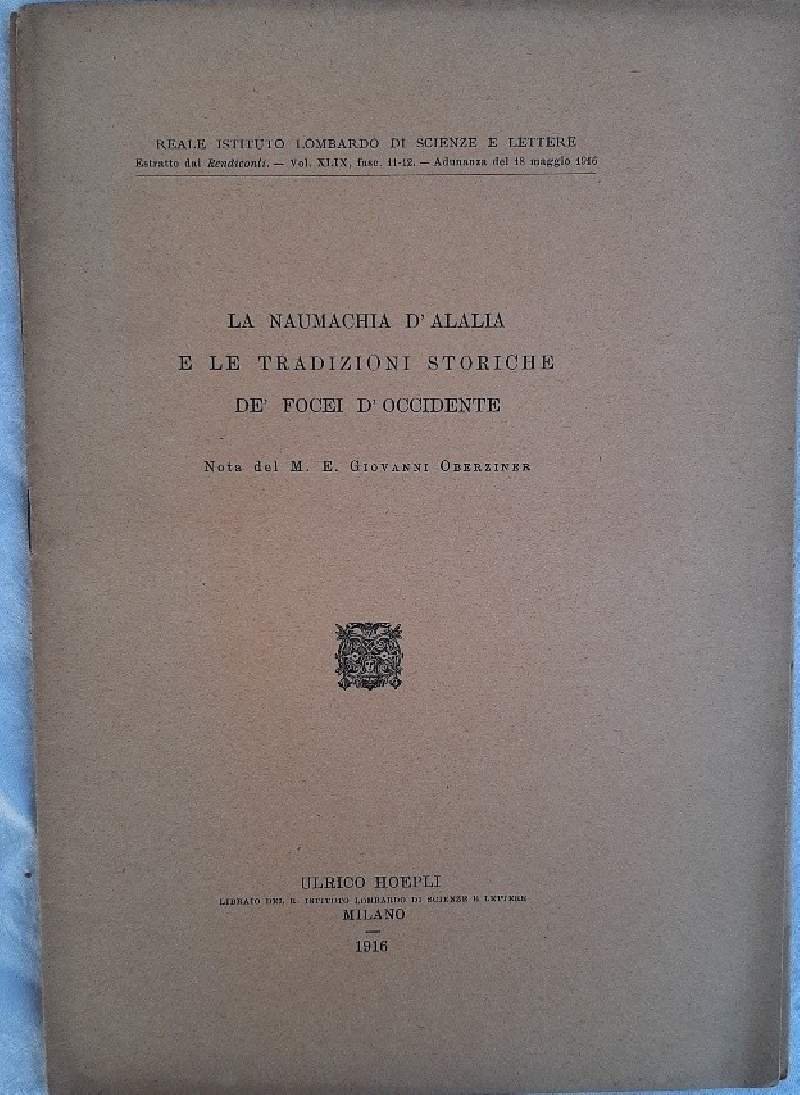 REALE ISTITUTO LOMBARDO DI SCIENZE E LETTERE
Estratto dai Rendiconti. — Vol. XLIX, fasc. 11-12. — Adunanza del 18 maggio 1916
LA NAUMACHIA D' ALALIA
E LE TRADIZIONI STORICHE
DE' FOCEI D' OCCIDENTE
Nota del M. E. GIOVANNI OBERZINER
ULRICO HOEPLI
LIBRAIO DEL R. ISTITUTO LOMBARDO DI SCIENZE E LETTERE
MILANO
1916